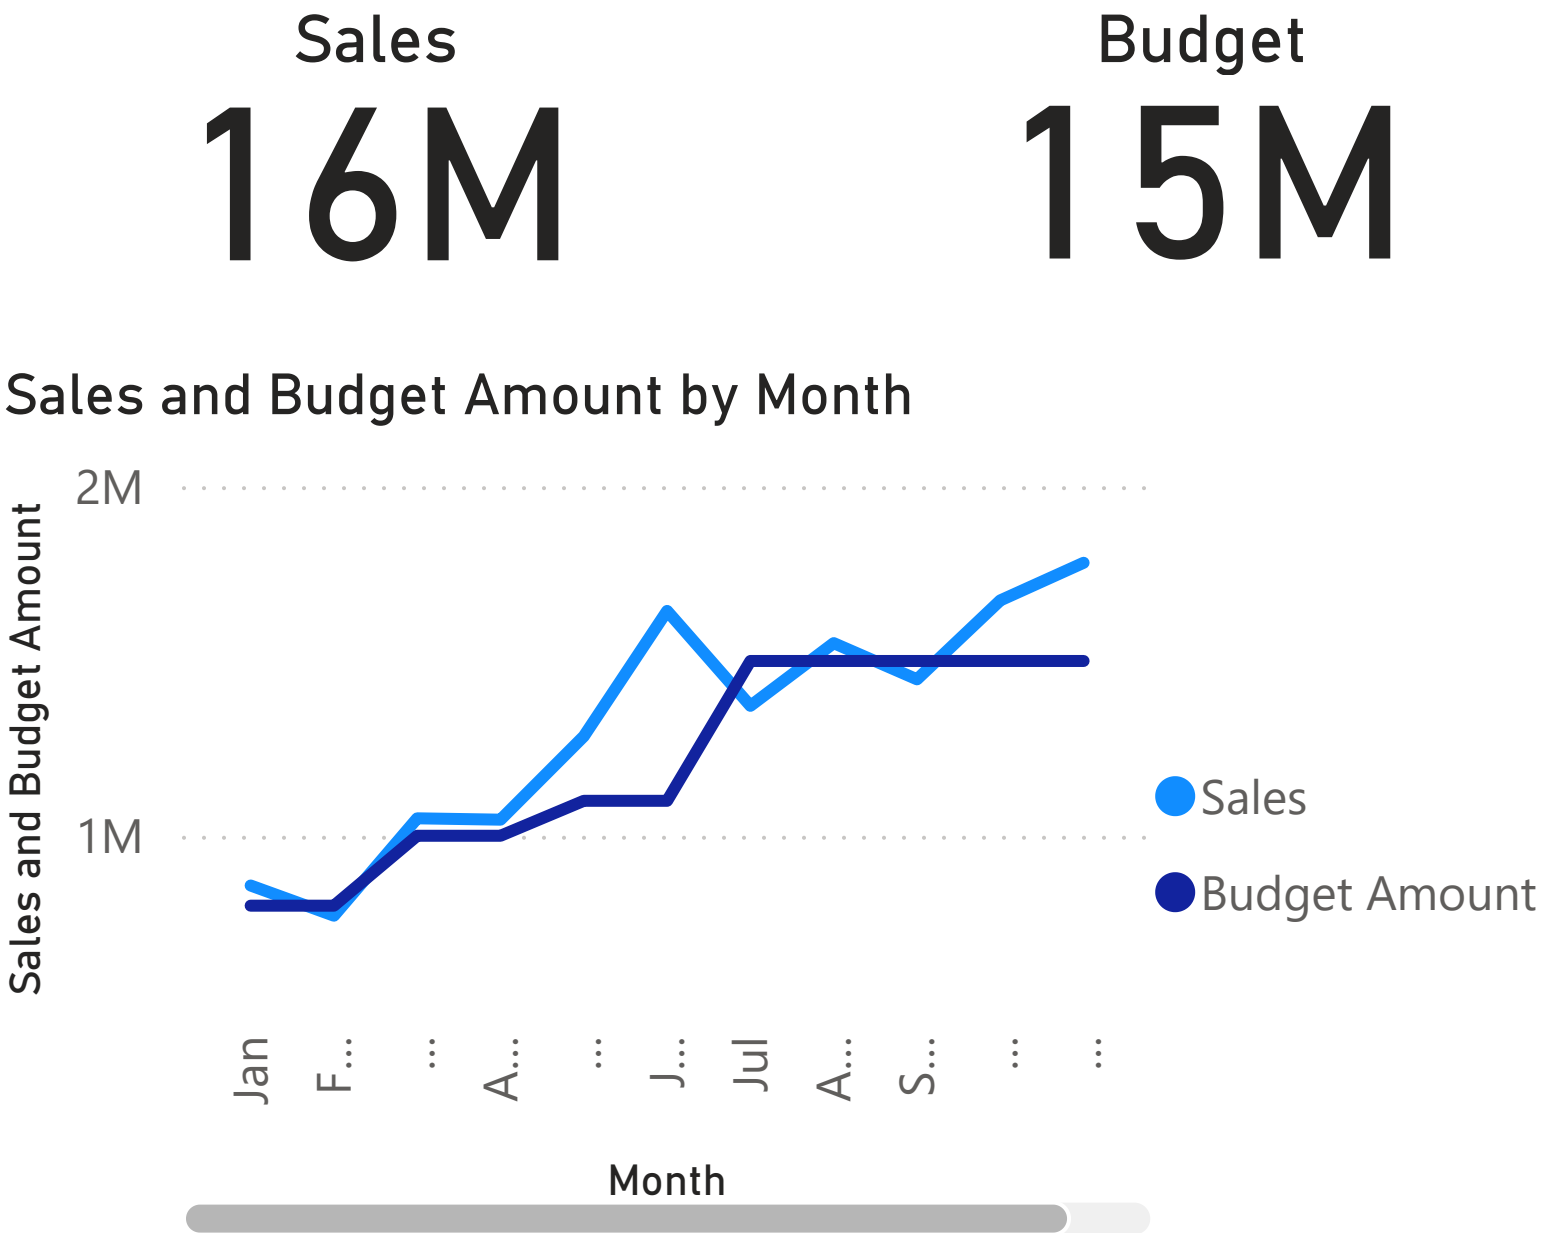 Sales
16M
Budget
15M
Sales and Budget Amount by Month
Sales and Budget Amount
2M
1M
Sales
Budget Amount
Jan
F...
...
A...
...
J...
Jul
A...
S...
...
...
Month